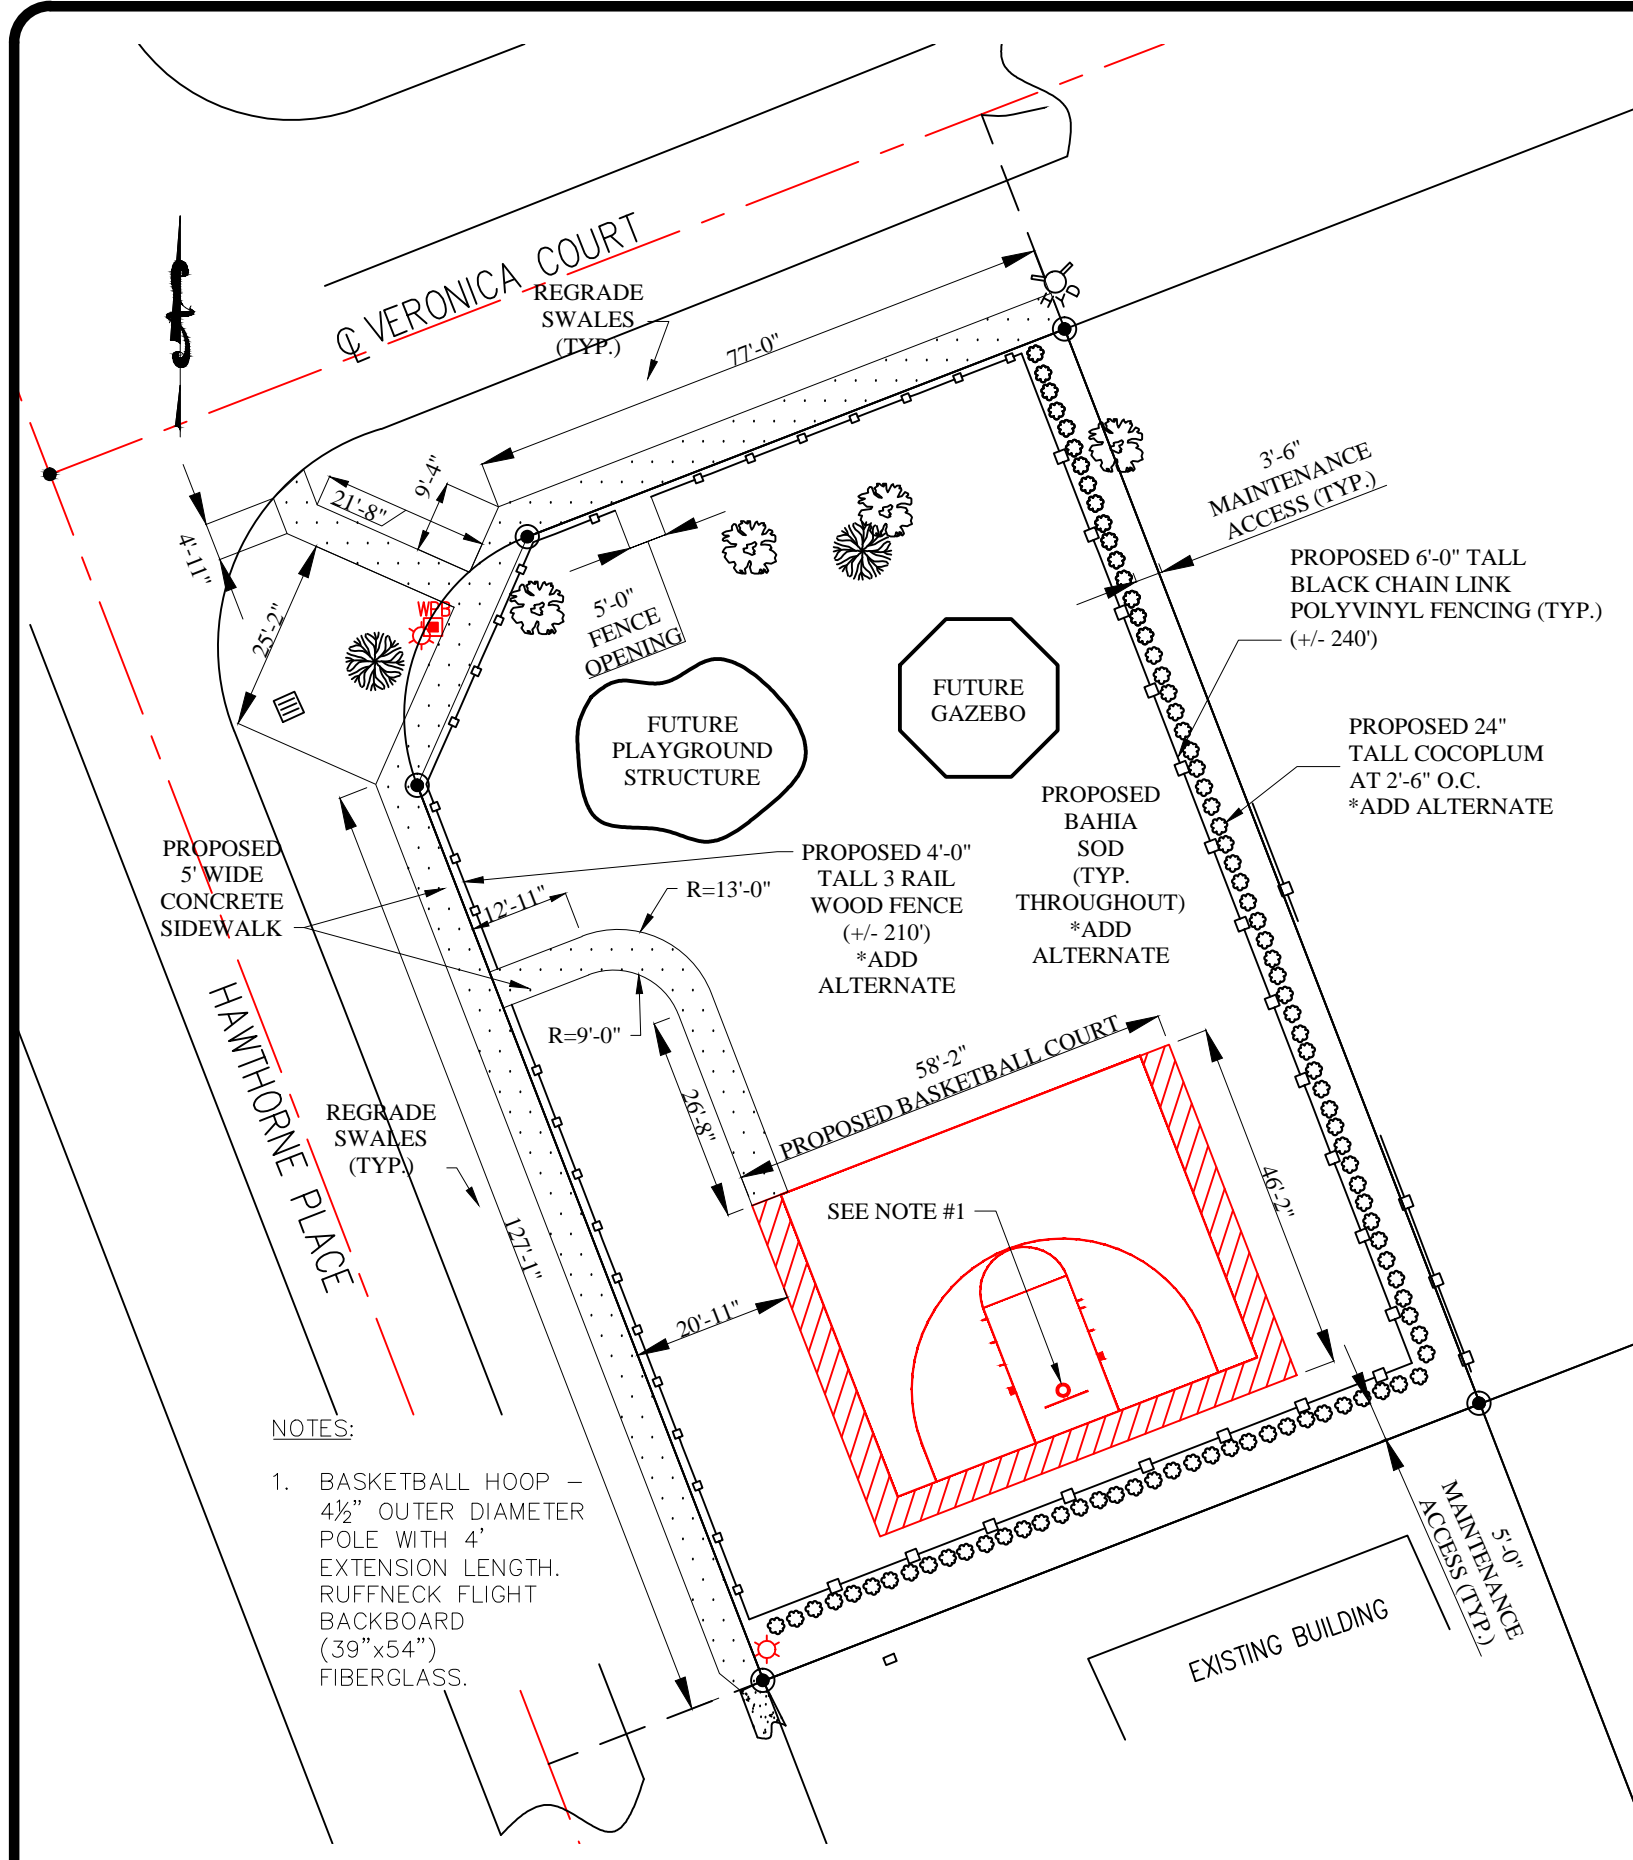 ℄ VERONICA COURT
REGRADE
SWALES
(TYP.)
77'-0"
HYD
21'-8"
9'-4"
4'-11"
25'-2"
WPB
5'-0"
FENCE
OPENING
3'-6"
MAINTENANCE
ACCESS (TYP.)
PROPOSED 6'-0" TALL
BLACK CHAIN LINK
POLYVINYL FENCING (TYP.)
(+/- 240')
FUTURE
PLAYGROUND
STRUCTURE
FUTURE
GAZEBO
PROPOSED 24"
TALL COCOPLUM
AT 2'-6" O.C.
*ADD ALTERNATE
PROPOSED
BAHIA
SOD
(TYP.
THROUGHOUT)
*ADD
ALTERNATE
PROPOSED
5' WIDE
CONCRETE
SIDEWALK
PROPOSED 4'-0"
TALL 3 RAIL
WOOD FENCE
(+/- 210')
*ADD
ALTERNATE
12'-11"
R=13'-0"
R=9'-0"
HAWTHORNE PLACE
26'-8"
58'-2"
PROPOSED BASKETBALL COURT
46'-2"
REGRADE
SWALES
(TYP.)
127'-1"
SEE NOTE #1
20'-11"
NOTES:
1. BASKETBALL HOOP –
4½" OUTER DIAMETER
POLE WITH 4'
EXTENSION LENGTH.
RUFFNECK FLIGHT
BACKBOARD
(39"x54")
FIBERGLASS.
5'-0"
MAINTENANCE
ACCESS (TYP.)
EXISTING BUILDING